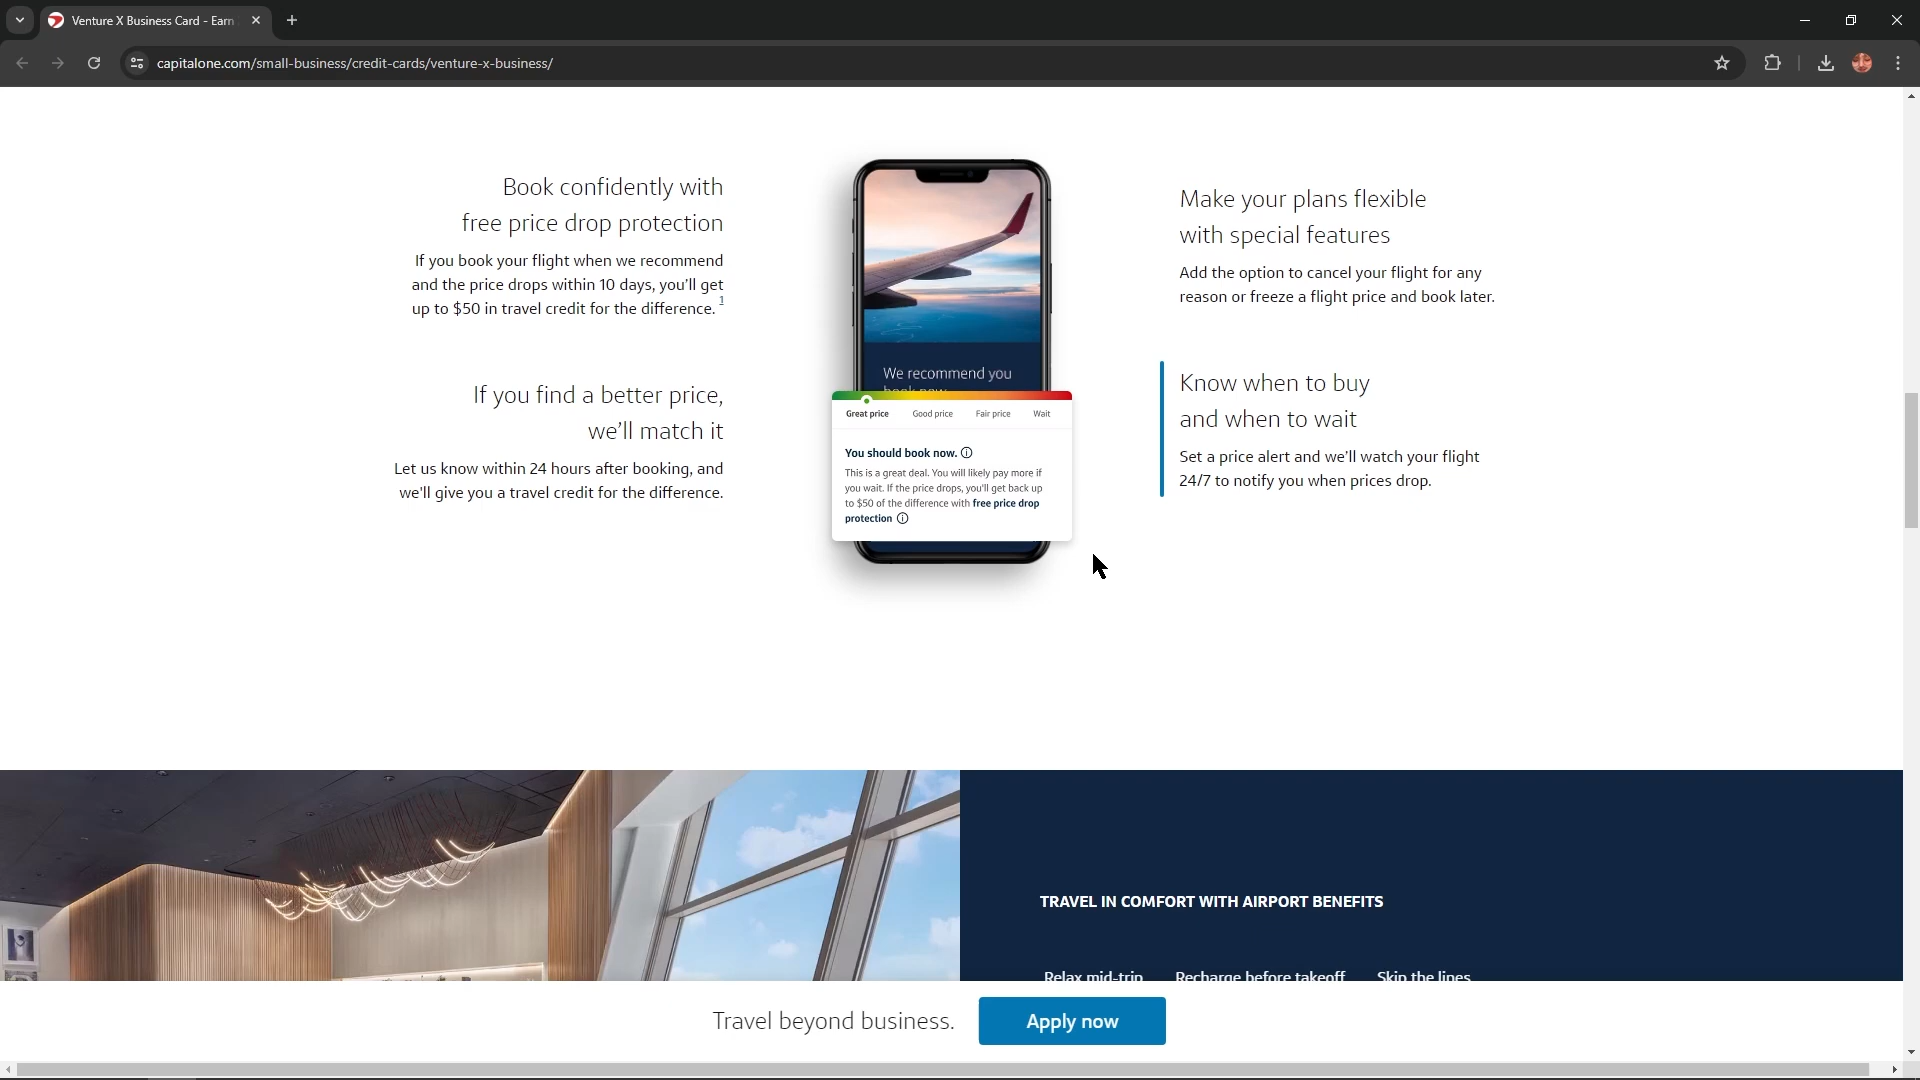 Venture X Business Card - Earn
capitalone.com/small-business/credit-cards/venture-x-business/
Book confidently with
free price drop protection
If you book your flight when we recommend
and the price drops within 10 days, you'll get
up to $50 in travel credit for the difference. 1
If you find a better price,
we'll match it
Let us know within 24 hours after booking, and
we'll give you a travel credit for the difference.
We recommend you
book now
Great price Good price Fair price Wait
You should book now.
This is a great deal. You will likely pay more if
you wait. If the price drops, you'll get back up
to $50 of the difference with free price drop
protection
Make your plans flexible
with special features
Add the option to cancel your flight for any
reason or freeze a flight price and book later.
Know when to buy
and when to wait
Set a price alert and we'll watch your flight
24/7 to notify you when prices drop.
TRAVEL IN COMFORT WITH AIRPORT BENEFITS
Relax mid-trip Recharge before takeoff Skip the lines
Travel beyond business. Apply now